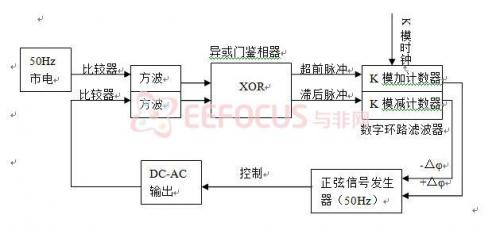 K模时钟
异或门鉴相器
50Hz
市电
比较器
方波
XOR
超前脉冲
K 模加计数器
比较器
方波
滞后脉冲
K 模减计数器
数字环路滤波器
EEFOCUS 与非网
-△φ
+△φ
DC-AC
输出
控制
正弦信号发生
器（50Hz）